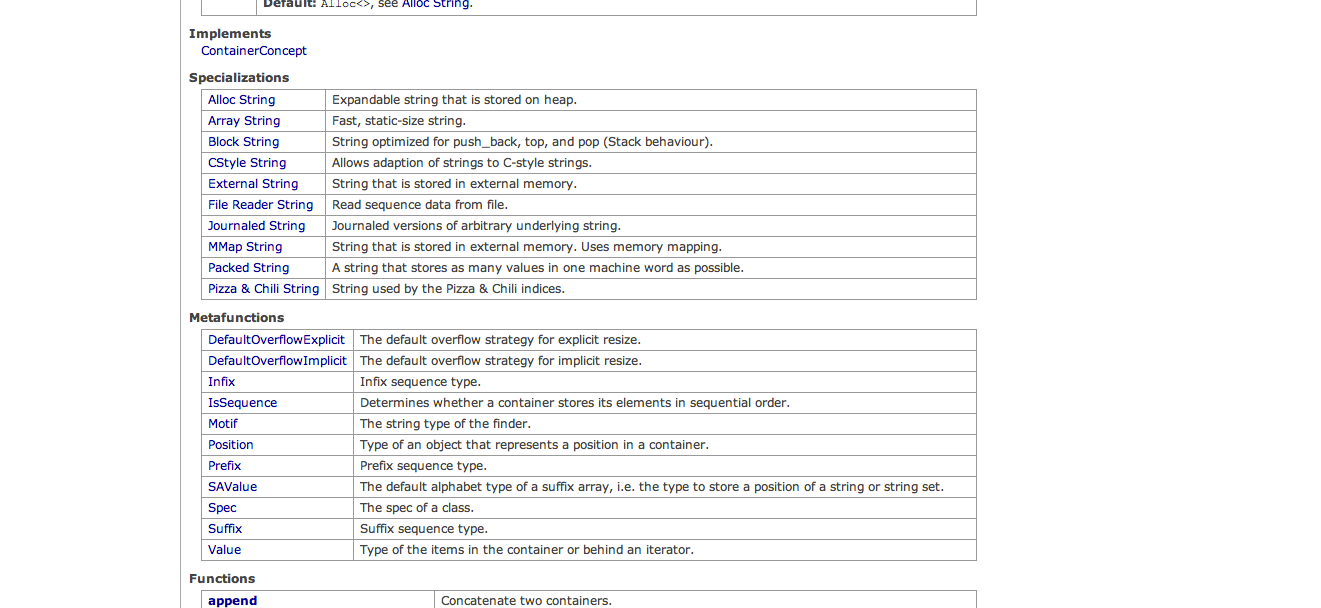 Default: Alloc<>, see Alloc String.
Implements
ContainerConcept
Specializations
Alloc String Expandable string that is stored on heap.
Array String Fast, static-size string.
Block String String optimized for push_back, top, and pop (Stack behaviour).
CStyle String Allows adaption of strings to C-style strings.
External String String that is stored in external memory.
File Reader String Read sequence data from file.
Journaled String Journaled versions of arbitrary underlying string.
MMap String String that is stored in external memory. Uses memory mapping.
Packed String A string that stores as many values in one machine word as possible.
Pizza & Chili String String used by the Pizza & Chili indices.
Metafunctions
DefaultOverflowExplicit The default overflow strategy for explicit resize.
DefaultOverflowImplicit The default overflow strategy for implicit resize.
Infix Infix sequence type.
IsSequence Determines whether a container stores its elements in sequential order.
Motif The string type of the finder.
Position Type of an object that represents a position in a container.
Prefix Prefix sequence type.
SAValue The default alphabet type of a suffix array, i.e. the type to store a position of a string or string set.
Spec The spec of a class.
Suffix Suffix sequence type.
Value Type of the items in the container or behind an iterator.
Functions
append Concatenate two containers.